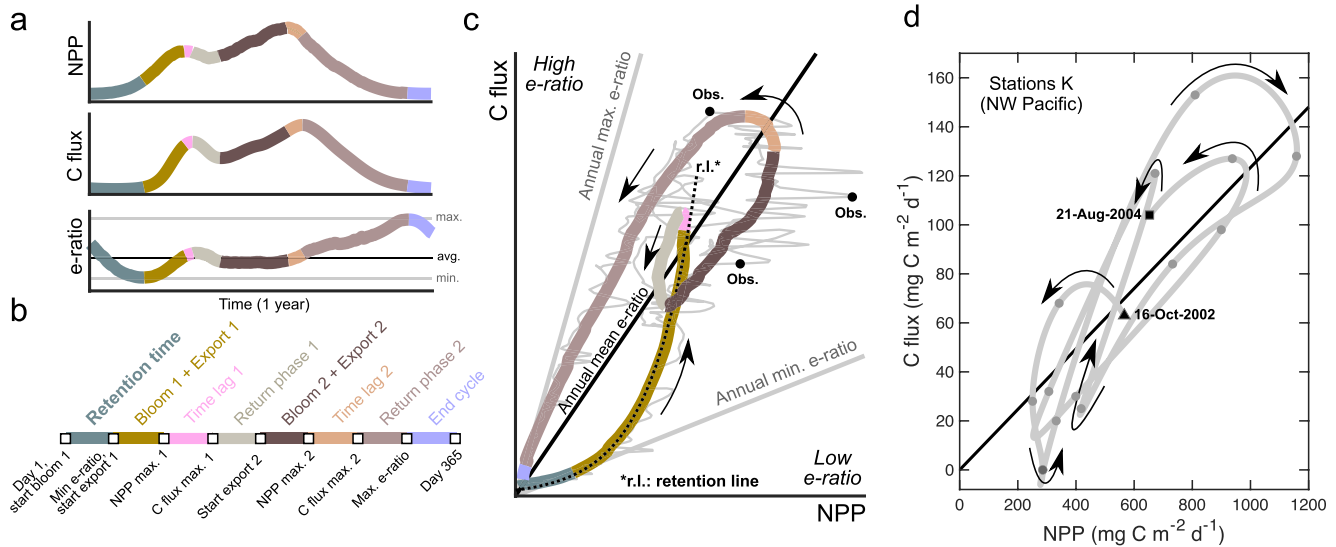 a
NPP
C flux
e-ratio
max.
avg.
min.
Time (1 year)
b
Retention time
Bloom 1 + Export 1
Time lag 1
Return phase 1
Bloom 2 + Export 2
Time lag 2
Return phase 2
End cycle
Day 1,
start bloom 1
Min e-ratio,
start export 1
NPP max. 1
C flux max. 1
Start export 2
NPP max. 2
C flux max. 2
Max. e-ratio
Day 365
c
C flux
High
e-ratio
Annual max. e-ratio
Obs.
r.l.*
Obs.
Obs.
Annual mean e-ratio
Annual min. e-ratio
Low
e-ratio
*r.l.: retention line
NPP
d
Stations K
(NW Pacific)
C flux (mg C m⁻² d⁻¹)
160
140
120
100
80
60
40
20
0
21-Aug-2004
16-Oct-2002
0 200 400 600 800 1000 1200
NPP (mg C m⁻² d⁻¹)